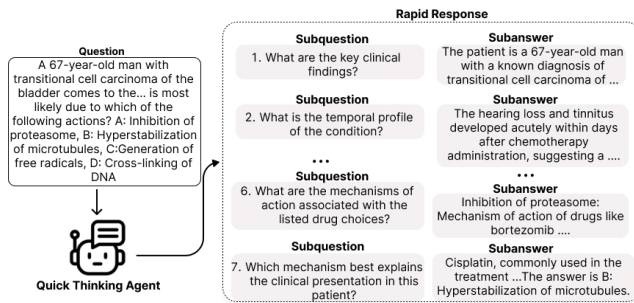 Rapid Response
Question
A 67-year-old man with
transitional cell carcinoma of the
bladder comes to the... is most
likely due to which of the
following actions? A: Inhibition of
proteasome, B: Hyperstabilization
of microtubules, C:Generation of
free radicals, D: Cross-linking of
DNA
Quick Thinking Agent
Subquestion
1. What are the key clinical
findings?
Subanswer
The patient is a 67-year-old man
with a known diagnosis of
transitional cell carcinoma of ...
Subquestion
2. What is the temporal profile
of the condition?
Subanswer
The hearing loss and tinnitus
developed acutely within days
after chemotherapy
administration, suggesting a ....
...
...
Subquestion
6. What are the mechanisms of
action associated with the
listed drug choices?
Subanswer
Inhibition of proteasome:
Mechanism of action of drugs like
bortezomib ....
Subquestion
7. Which mechanism best explains
the clinical presentation in this
patient?
Subanswer
Cisplatin, commonly used in the
treatment ...The answer is B:
Hyperstabilization of microtubules.